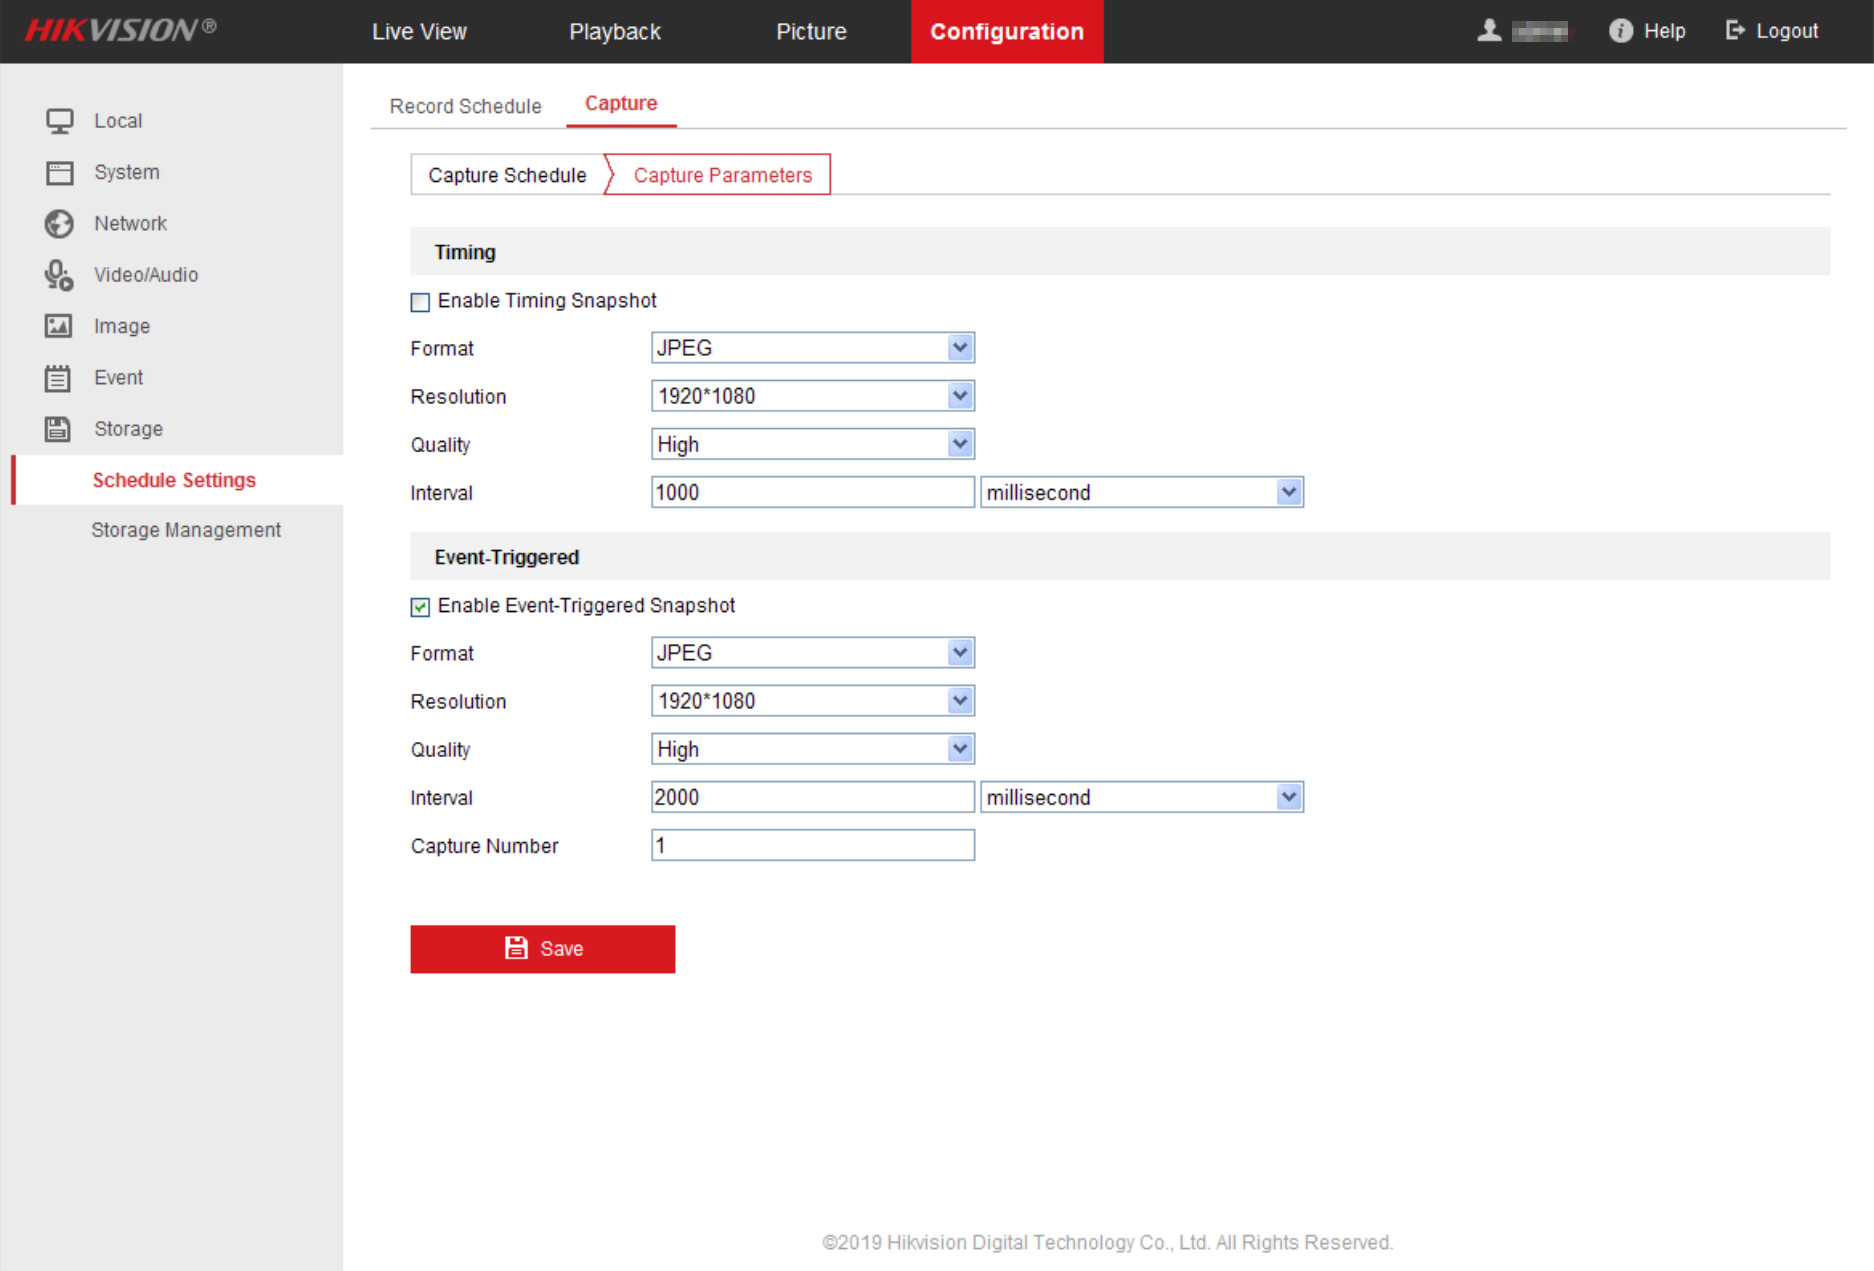 HIKVISION® Live View Playback Picture Configuration Help Logout
Local
System
Network
Video/Audio
Image
Event
Storage
Schedule Settings
Storage Management
Record Schedule Capture
Capture Schedule Capture Parameters
Timing
Enable Timing Snapshot
Format JPEG
Resolution 1920*1080
Quality High
Interval 1000 millisecond
Event-Triggered
Enable Event-Triggered Snapshot
Format JPEG
Resolution 1920*1080
Quality High
Interval 2000 millisecond
Capture Number 1
Save
©2019 Hikvision Digital Technology Co., Ltd. All Rights Reserved.